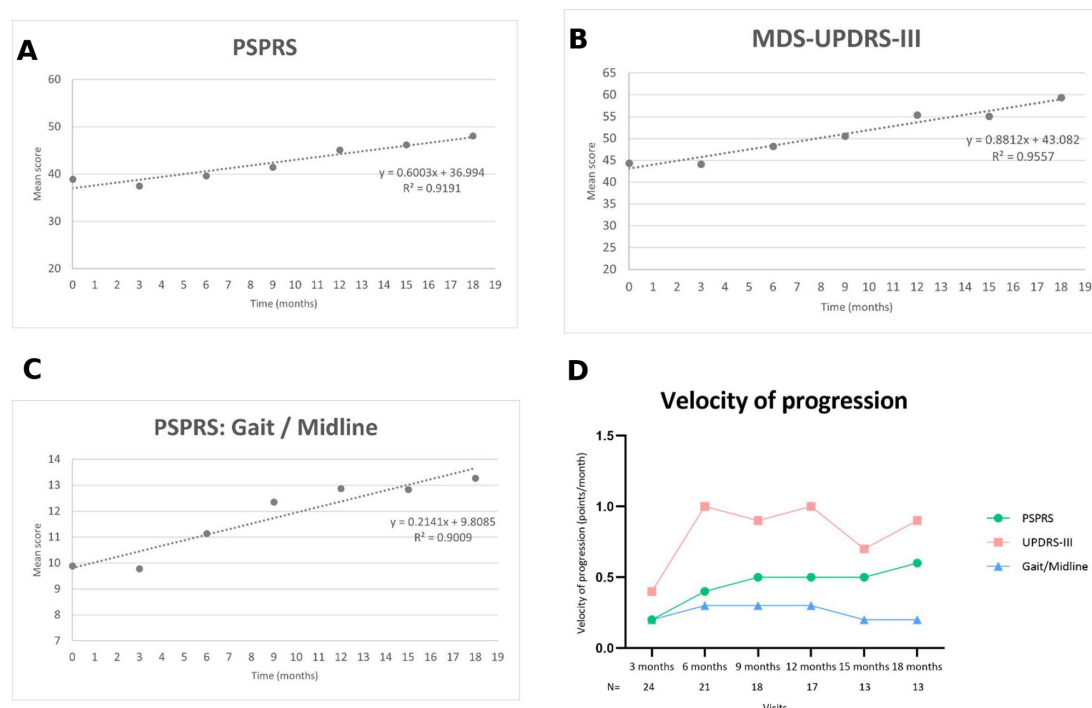 A
PSPRS
60
50
40
30
20
Mean score
y = 0.6003x + 36.994
R² = 0.9191
0 1 2 3 4 5 6 7 8 9 10 11 12 13 14 15 16 17 18 19
Time (months)
B
MDS-UPDRS-III
65
60
55
50
45
40
35
30
25
20
Mean score
y = 0.8812x + 43.082
R² = 0.9557
0 1 2 3 4 5 6 7 8 9 10 11 12 13 14 15 16 17 18 19
Time (months)
C
PSPRS: Gait / Midline
14
13
12
11
10
9
8
7
Mean score
y = 0.2141x + 9.8085
R² = 0.9009
0 1 2 3 4 5 6 7 8 9 10 11 12 13 14 15 16 17 18 19
Time (months)
D
Velocity of progression
1.5
1.0
0.5
0.0
Velocity of progression (points/month)
PSPRS
UPDRS-III
Gait/Midline
3 months 6 months 9 months 12 months 15 months 18 months
N= 24 21 18 17 13 13
Visits